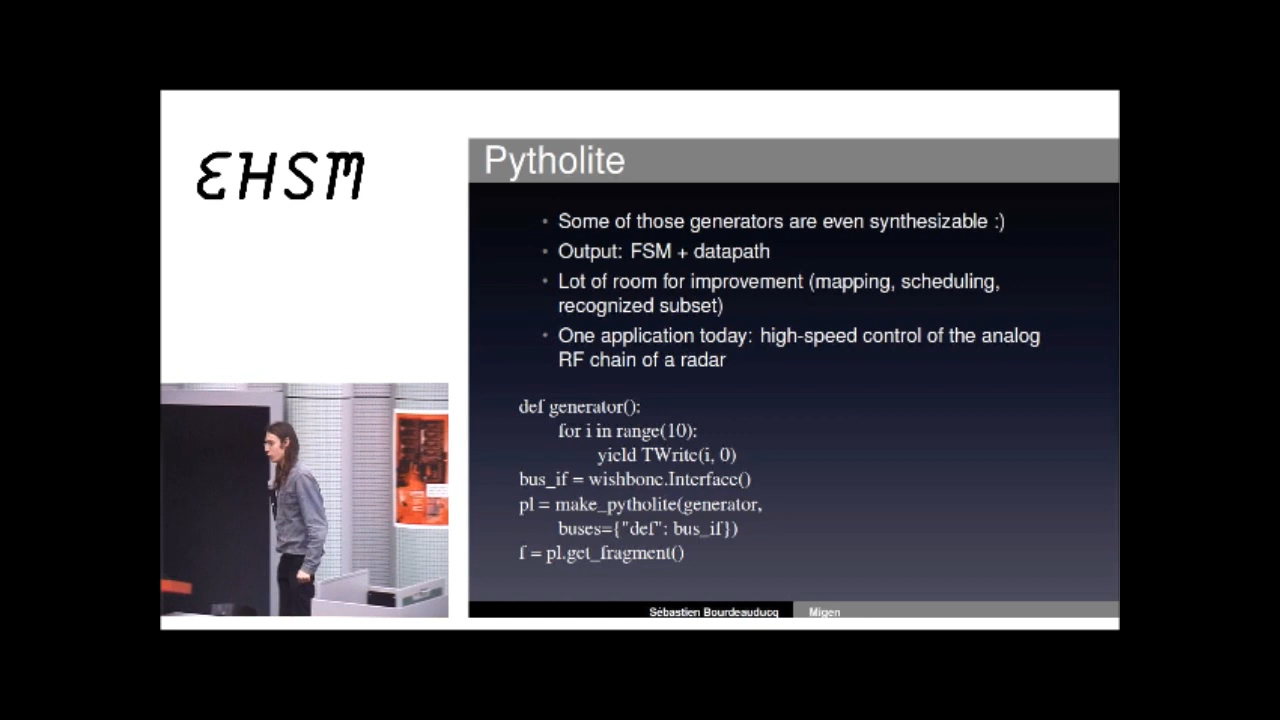 EHSM
Pytholite
• Some of those generators are even synthesizable :)
• Output: FSM + datapath
• Lot of room for improvement (mapping, scheduling,
recognized subset)
• One application today: high-speed control of the analog
RF chain of a radar
def generator():
for i in range(10):
yield TWrite(i, 0)
bus_if = wishbone.Interface()
pl = make_pytholite(generator,
buses={"def": bus_if})
f = pl.get_fragment()
Sébastien Bourdeauducq
Migen